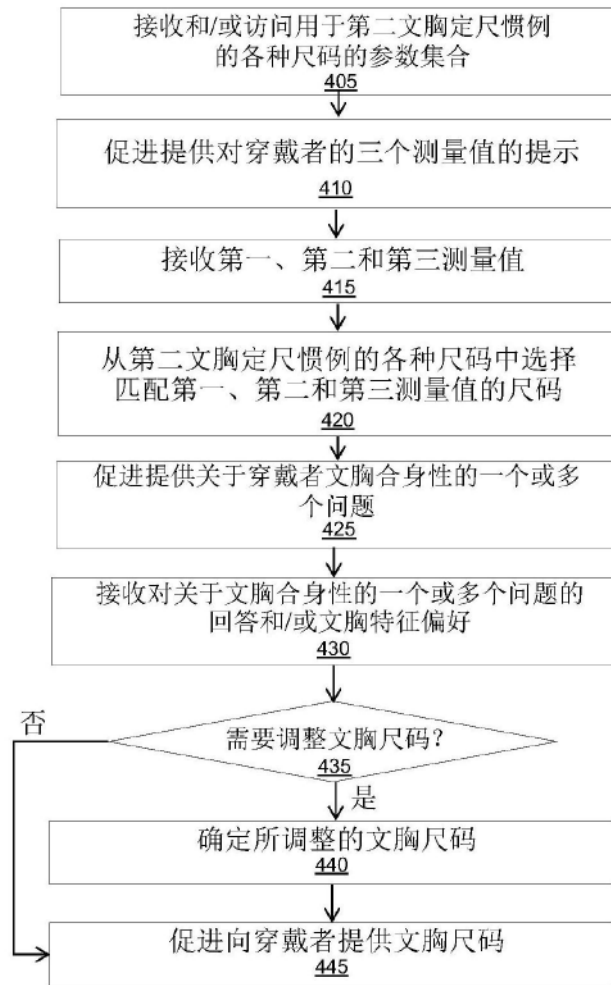 接收和/或访问用于第二文胸定尺惯例
的各种尺码的参数集合
405
促进提供对穿戴者的三个测量值的提示
410
接收第一、第二和第三测量值
415
从第二文胸定尺惯例的各种尺码中选择
匹配第一、第二和第三测量值的尺码
420
促进提供关于穿戴者文胸合身性的一个或多
个问题
425
接收对关于文胸合身性的一个或多个问题的
回答和/或文胸特征偏好
430
否
需要调整文胸尺码？
435
是
确定所调整的文胸尺码
440
促进向穿戴者提供文胸尺码
445